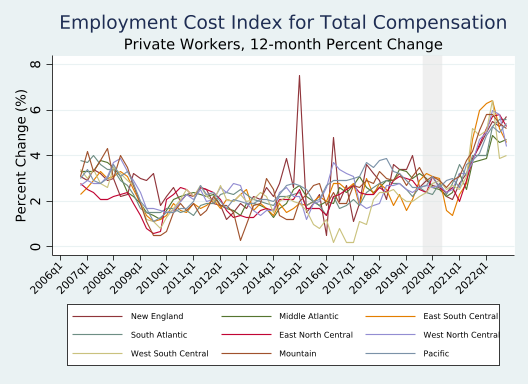 Employment Cost Index for Total Compensation
Private Workers, 12-month Percent Change
Percent Change (%)
8
6
4
2
0
2006q1 2007q1 2008q1 2009q1 2010q1 2011q1 2012q1 2013q1 2014q1 2015q1 2016q1 2017q1 2018q1 2019q1 2020q1 2021q1 2022q1
New England Middle Atlantic East South Central
South Atlantic East North Central West North Central
West South Central Mountain Pacific